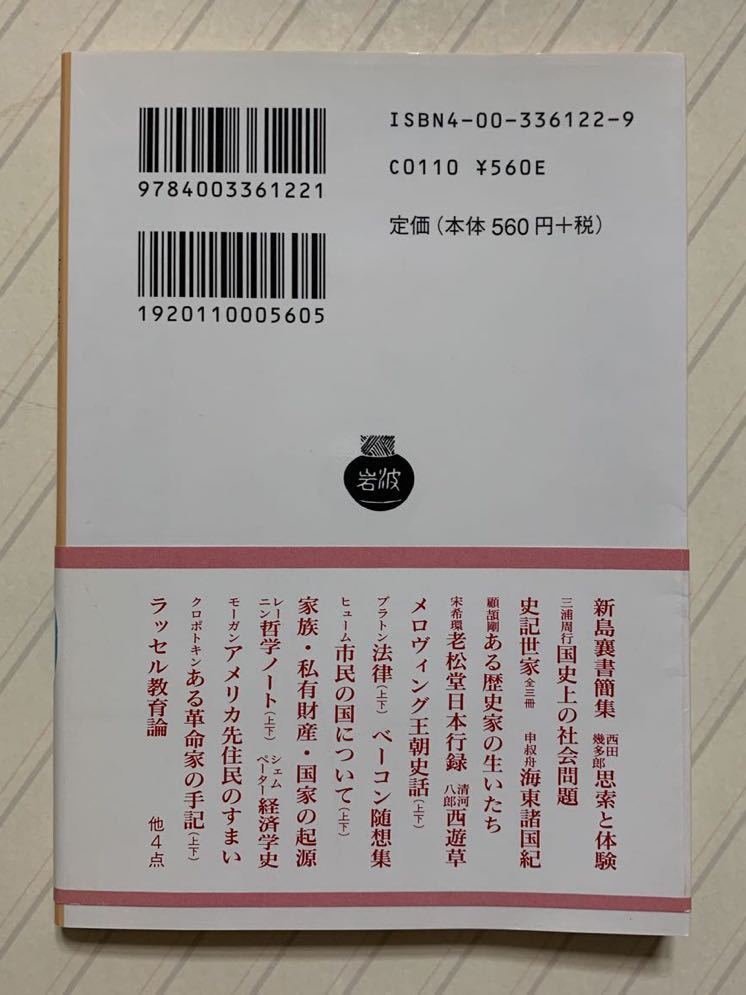 ISBN4-00-336122-9
9784003361221
C0110 ¥560E
定価(本体 560 円+税)
1920110005605
岩波
新島襄書簡集 西田幾多郎 思索と体験
三浦周行 国史上の社会問題
史記世家 全三冊 申叔舟 海東諸国紀
顧頡剛 ある歴史家の生いたち
宋希璟 老松堂日本行録 清河八郎 西遊草
メロヴィング王朝史話(上下)
プラトン 法律(上下) ベーコン随想集
ヒューム 市民の国について(上下)
家族・私有財産・国家の起源
レーニン 哲学ノート(上下) シュムペーター 経済学史
モーガン アメリカ先住民のすまい
クロポトキン ある革命家の手記(上下)
ラッセル教育論 他4点